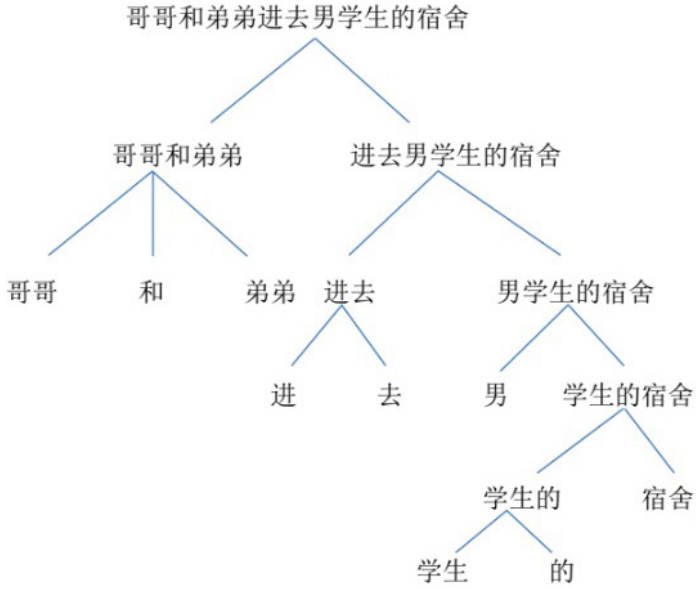 哥哥和弟弟进去男学生的宿舍
哥哥和弟弟 进去男学生的宿舍
哥哥 和 弟弟 进去 男学生的宿舍
进 去 男 学生的宿舍
学生的 宿舍
学生 的